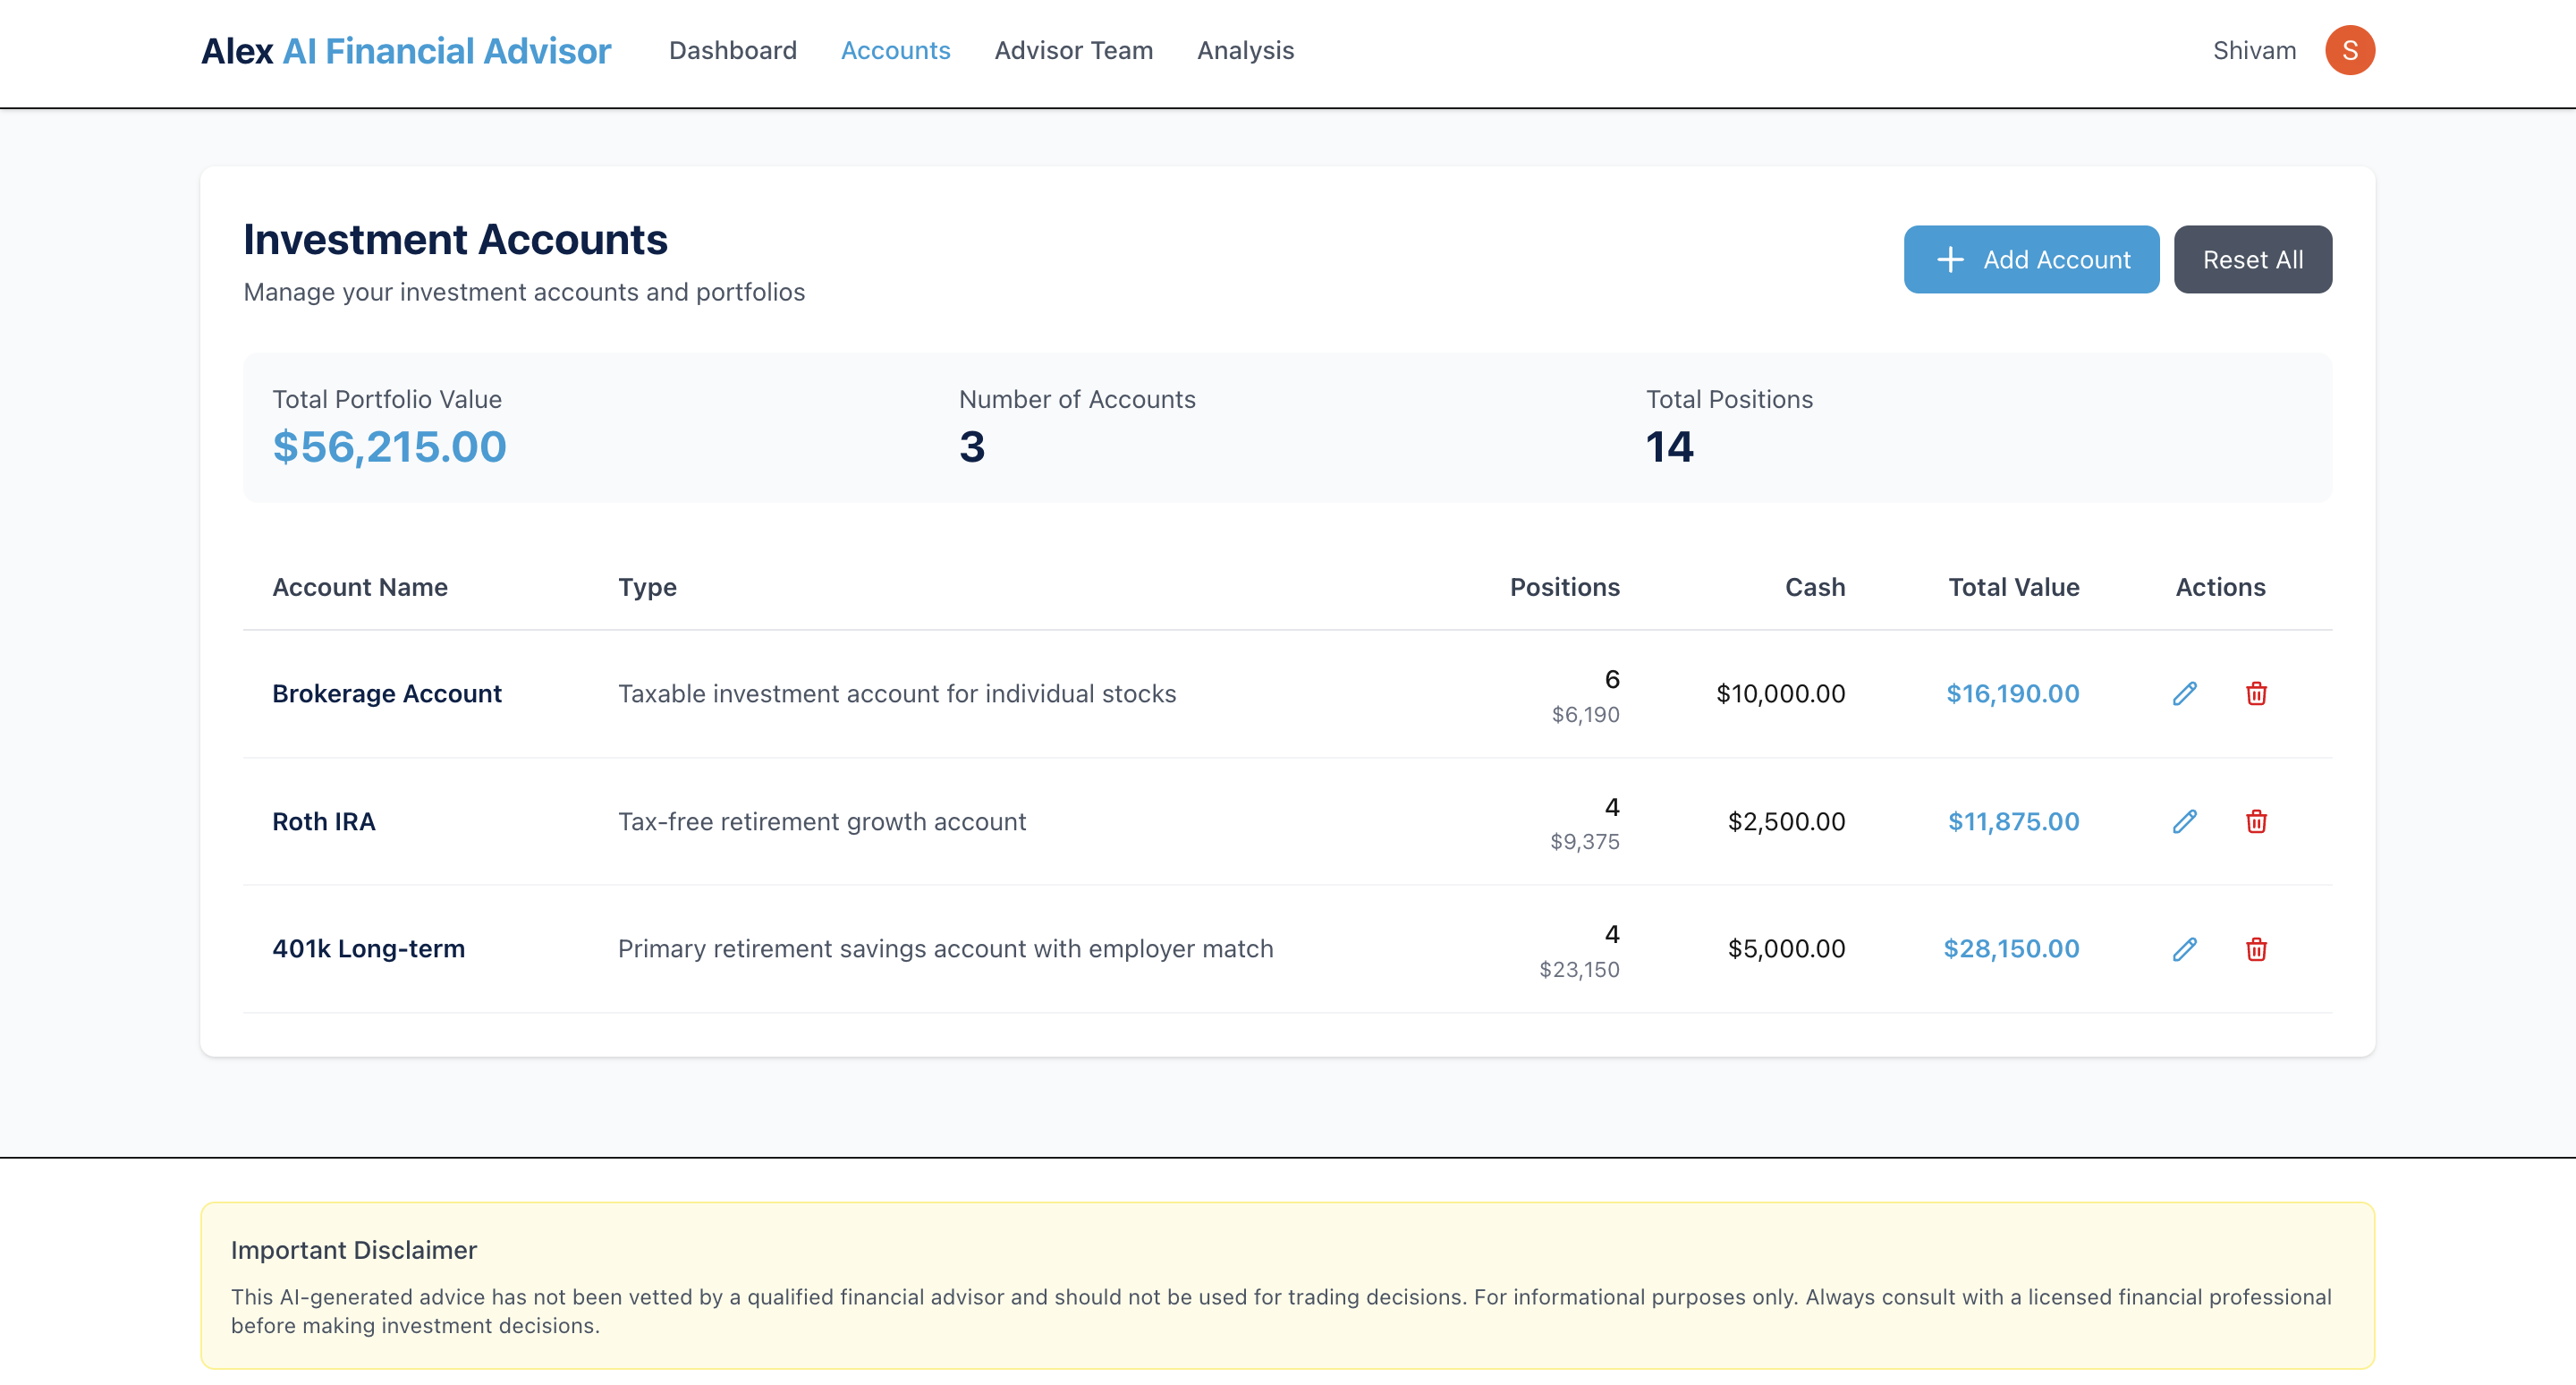 Alex AI Financial Advisor Dashboard Accounts Advisor Team Analysis Shivam S
Investment Accounts
Manage your investment accounts and portfolios
Add Account Reset All
Total Portfolio Value Number of Accounts Total Positions
$56,215.00 3 14
Account Name Type Positions Cash Total Value Actions
Brokerage Account Taxable investment account for individual stocks 6 $10,000.00 $16,190.00
$6,190
Roth IRA Tax-free retirement growth account 4 $2,500.00 $11,875.00
$9,375
401k Long-term Primary retirement savings account with employer match 4 $5,000.00 $28,150.00
$23,150
Important Disclaimer
This AI-generated advice has not been vetted by a qualified financial advisor and should not be used for trading decisions. For informational purposes only. Always consult with a licensed financial professional
before making investment decisions.